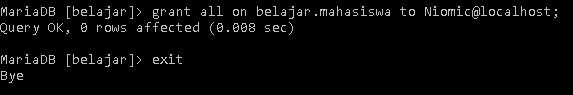 MariaDB [belajar]> grant all on belajar.mahasiswa to Niomic@localhost;
Query OK, 0 rows affected (0.008 sec)
MariaDB [belajar]> exit
Bye